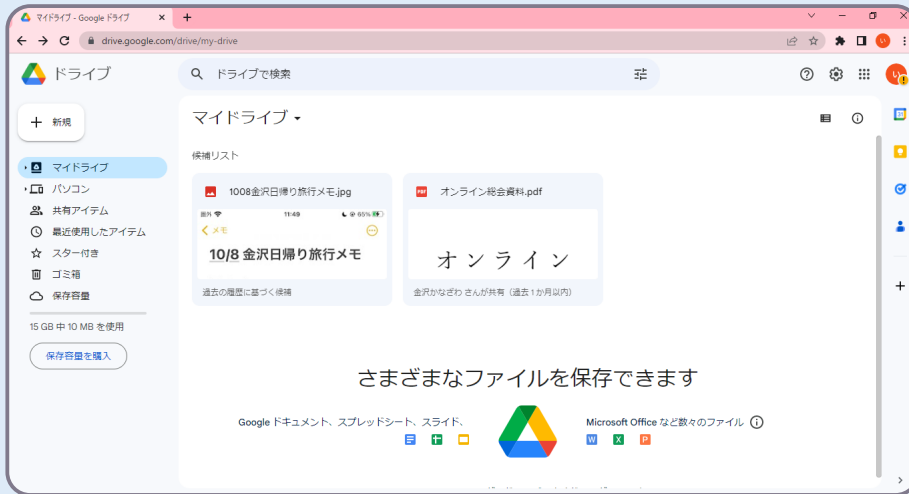 マイドライブ - Google ドライブ
drive.google.com/drive/my-drive
ドライブ
ドライブで検索
新規
マイドライブ
パソコン
共有アイテム
最近使用したアイテム
スター付き
ゴミ箱
保存容量
15 GB 中 10 MB を使用
保存容量を購入
マイドライブ
候補リスト
1008金沢日帰り旅行メモ.jpg
圏外 11:49 65%
メモ
10/8 金沢日帰り旅行メモ
過去の履歴に基づく候補
PDF オンライン総会資料.pdf
オンライン
金沢かなざわ さんが共有（過去 1 か月以内）
さまざまなファイルを保存できます
Google ドキュメント、スプレッドシート、スライド、
Microsoft Office など数々のファイル
W X P
い
い
31